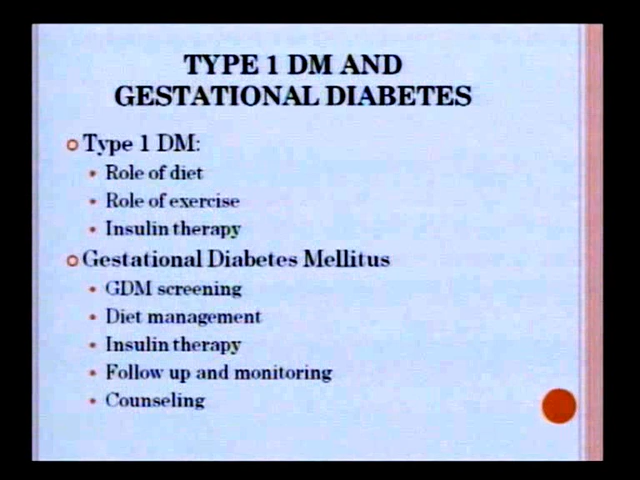 TYPE 1 DM AND
GESTATIONAL DIABETES
Type 1 DM:
Role of diet
Role of exercise
Insulin therapy
Gestational Diabetes Mellitus
GDM screening
Diet management
Insulin therapy
Follow up and monitoring
Counseling